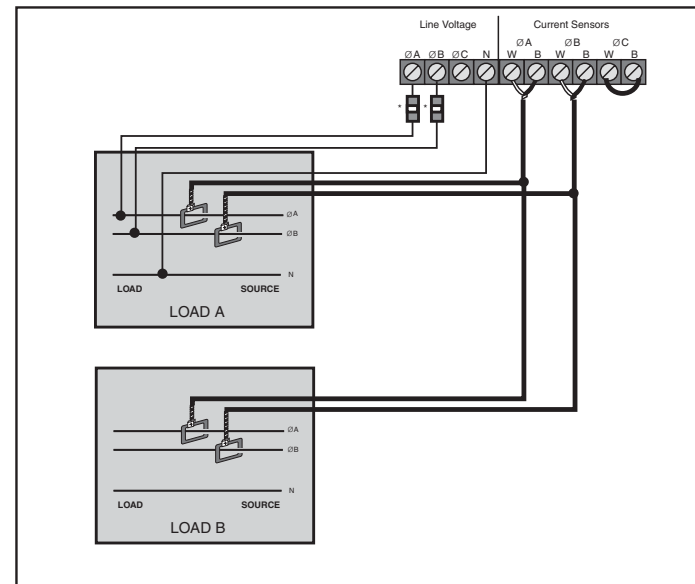 Line Voltage
Current Sensors
ØA ØB ØC N
ØA ØB ØC
W B W B W B
* *
ØA
ØB
N
LOAD SOURCE
LOAD A
ØA
ØB
N
LOAD SOURCE
LOAD B